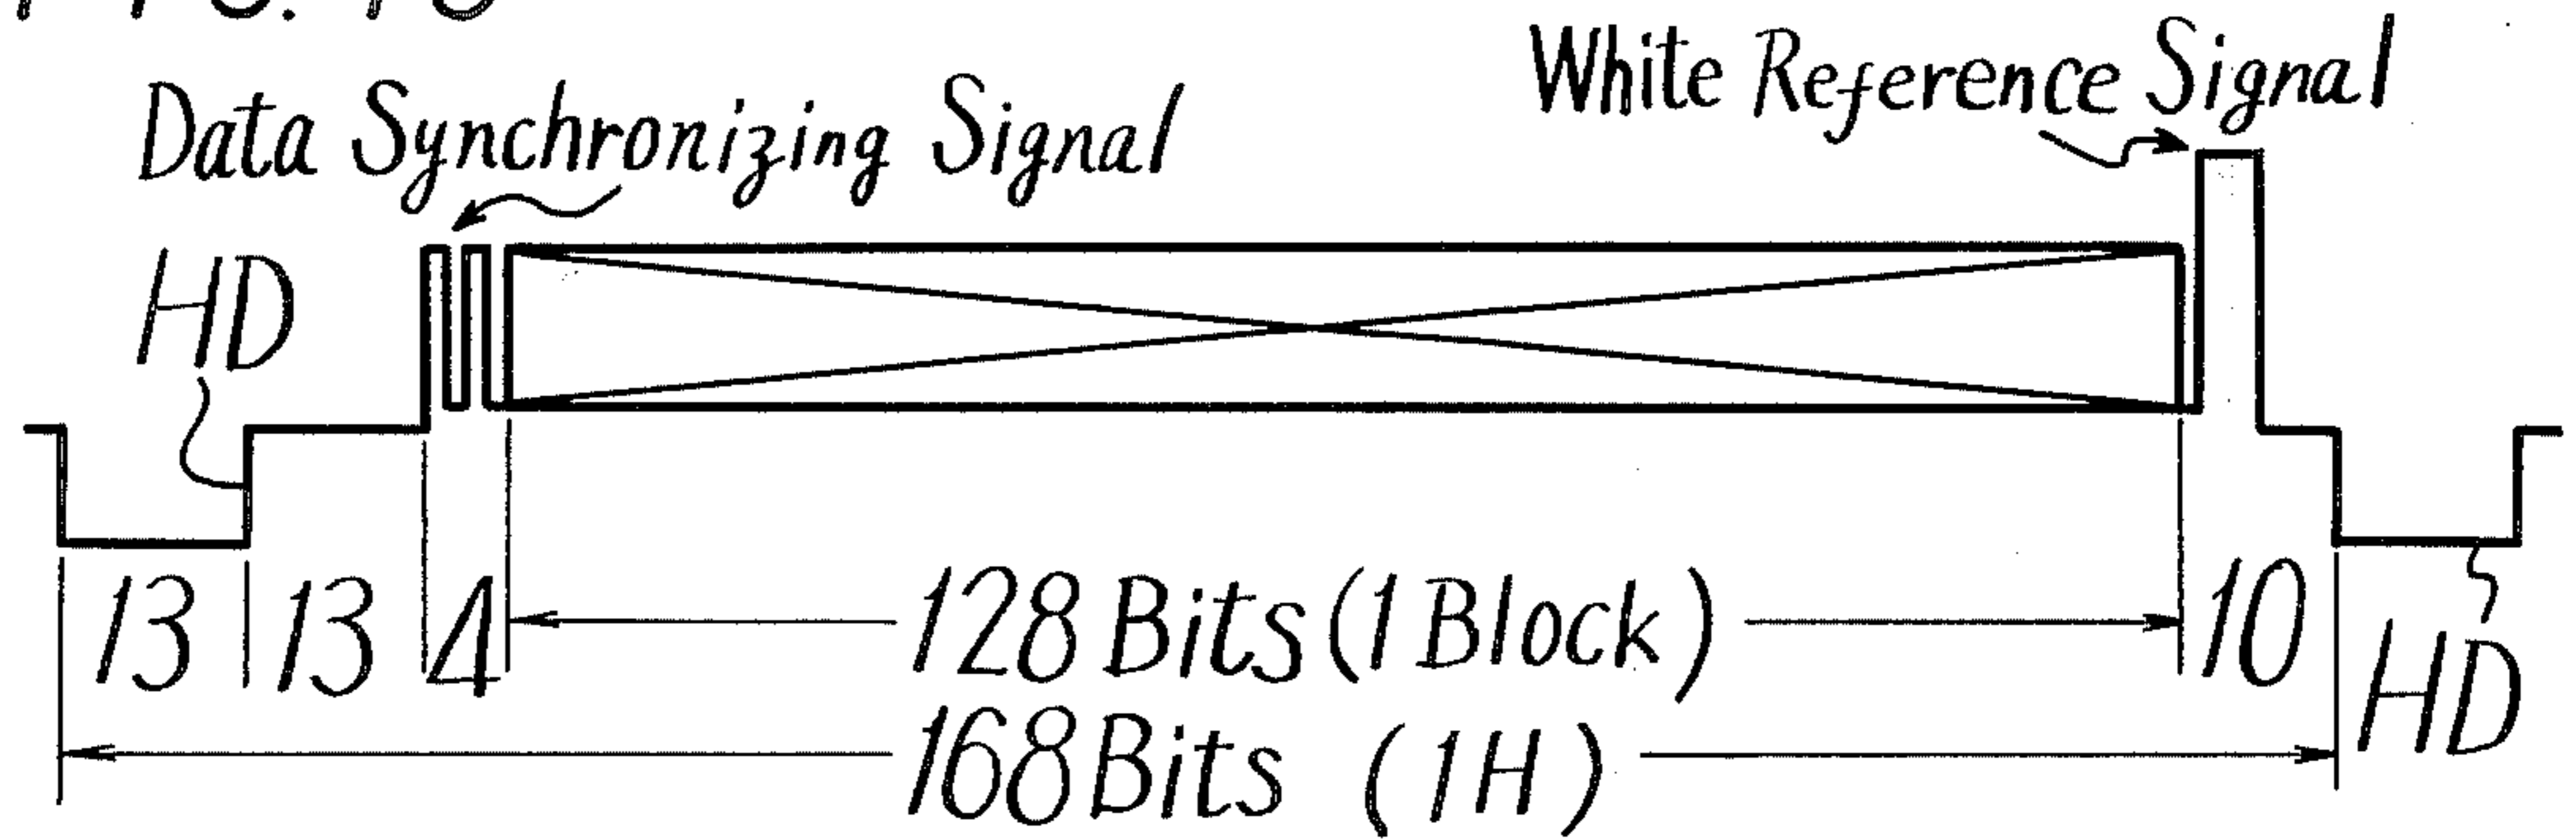 Data Synchronizing Signal
White Reference Signal
HD
13
13
4
128 Bits (1 Block)
10
168 Bits (1H)
HD